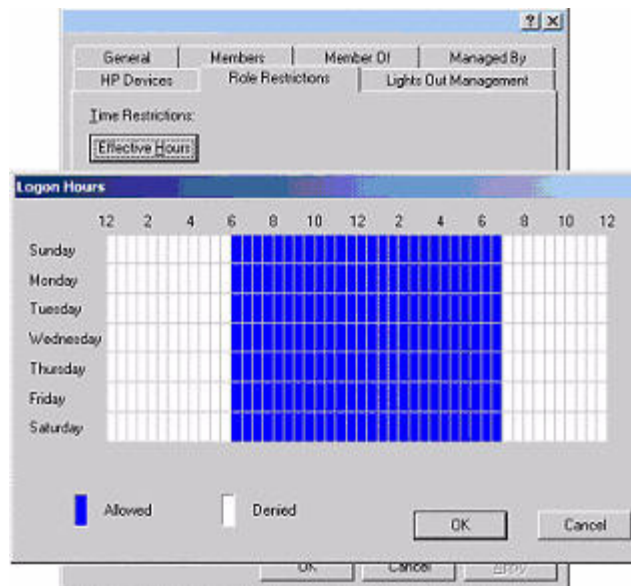 General Members Member Of Managed By
HP Devices Role Restrictions Lights Out Management
Time Restrictions:
Effective Hours
Logon Hours
12 2 4 6 8 10 12 2 4 6 8 10 12
Sunday
Monday
Tuesday
Wednesday
Thursday
Friday
Saturday
Allowed Denied
OK Cancel
OK Cancel Apply